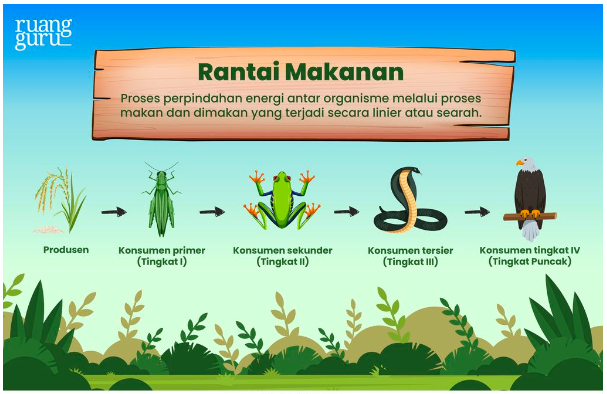 ruang
guru
Rantai Makanan
Proses perpindahan energi antar organisme melalui proses
makan dan dimakan yang terjadi secara linier atau searah.
Produsen
Konsumen primer
(Tingkat I)
Konsumen sekunder
(Tingkat II)
Konsumen tersier
(Tingkat III)
Konsumen tingkat IV
(Tingkat Puncak)